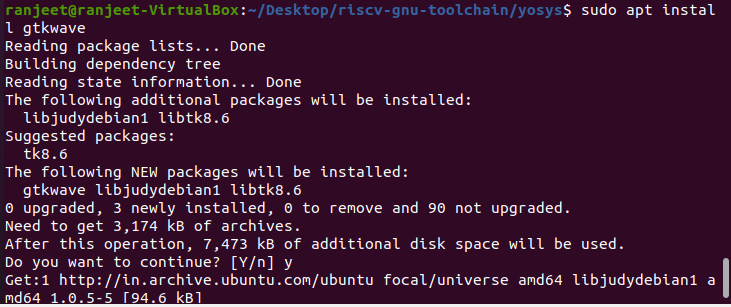 ranjeet@ranjeet-VirtualBox:~/Desktop/riscv-gnu-toolchain/yosys$ sudo apt instal
l gtkwave
Reading package lists... Done
Building dependency tree
Reading state information... Done
The following additional packages will be installed:
  libjudydebian1 libtk8.6
Suggested packages:
  tk8.6
The following NEW packages will be installed:
  gtkwave libjudydebian1 libtk8.6
0 upgraded, 3 newly installed, 0 to remove and 90 not upgraded.
Need to get 3,174 kB of archives.
After this operation, 7,473 kB of additional disk space will be used.
Do you want to continue? [Y/n] y
Get:1 http://in.archive.ubuntu.com/ubuntu focal/universe amd64 libjudydebian1 a
md64 1.0.5-5 [94.6 kB]